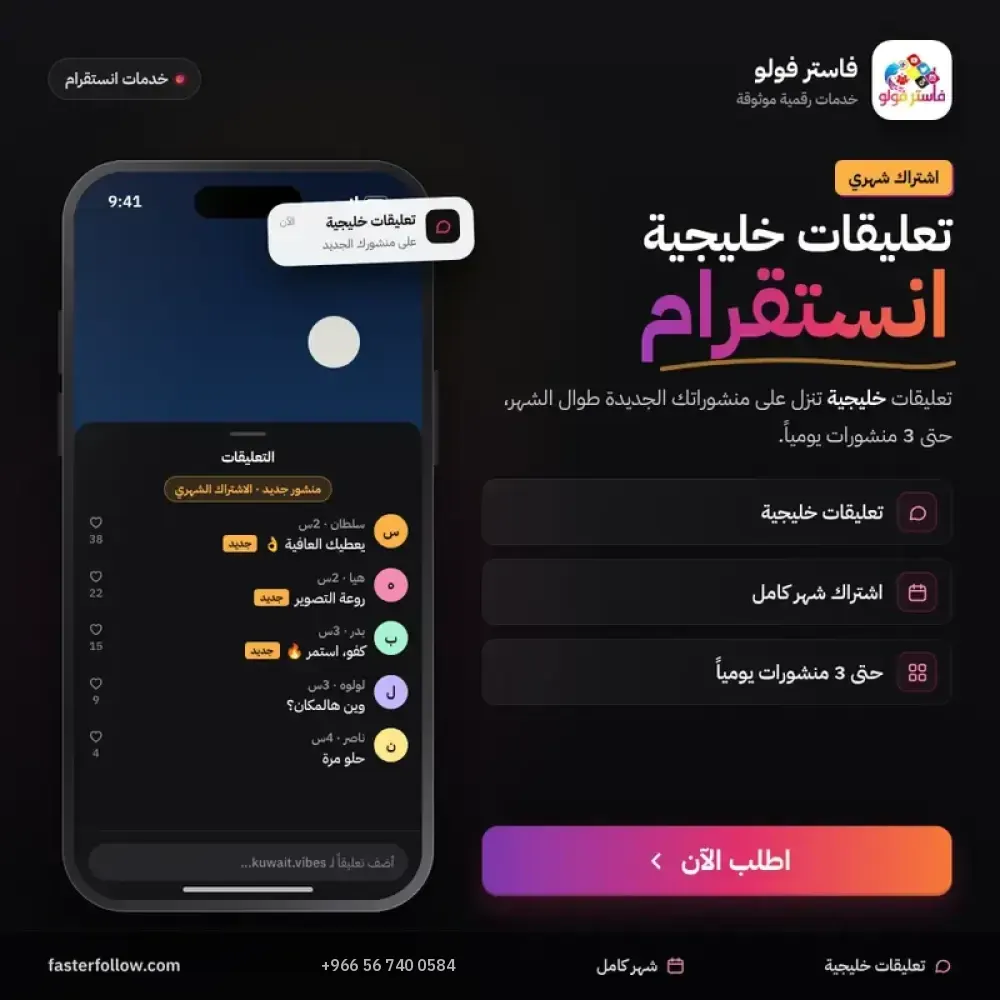 فاستر فولو
فاستر فولو
خدمات رقمية موثوقة
خدمات انستقرام
اشتراك شهري
تعليقات خليجية
انستقرام
تعليقات خليجية تنزل على منشوراتك الجديدة طوال الشهر،
حتى 3 منشورات يومياً.
تعليقات خليجية
اشتراك شهر كامل
حتى 3 منشورات يومياً
اطلب الآن
9:41
تعليقات خليجية
الآن
على منشورك الجديد
التعليقات
منشور جديد · الاشتراك الشهري
س
سلطان · 2س
يعطيك العافية 👌 جديد
38
ه
هيا · 2س
روعة التصوير جديد
22
ب
بدر · 3س
كفو، استمر 🔥 جديد
15
ل
لولوه · 3س
وين هالمكان؟
9
ن
ناصر · 4س
حلو مرة
4
أضف تعليقاً لـ kuwait.vibes...
تعليقات خليجية
شهر كامل
+966 56 740 0584
fasterfollow.com